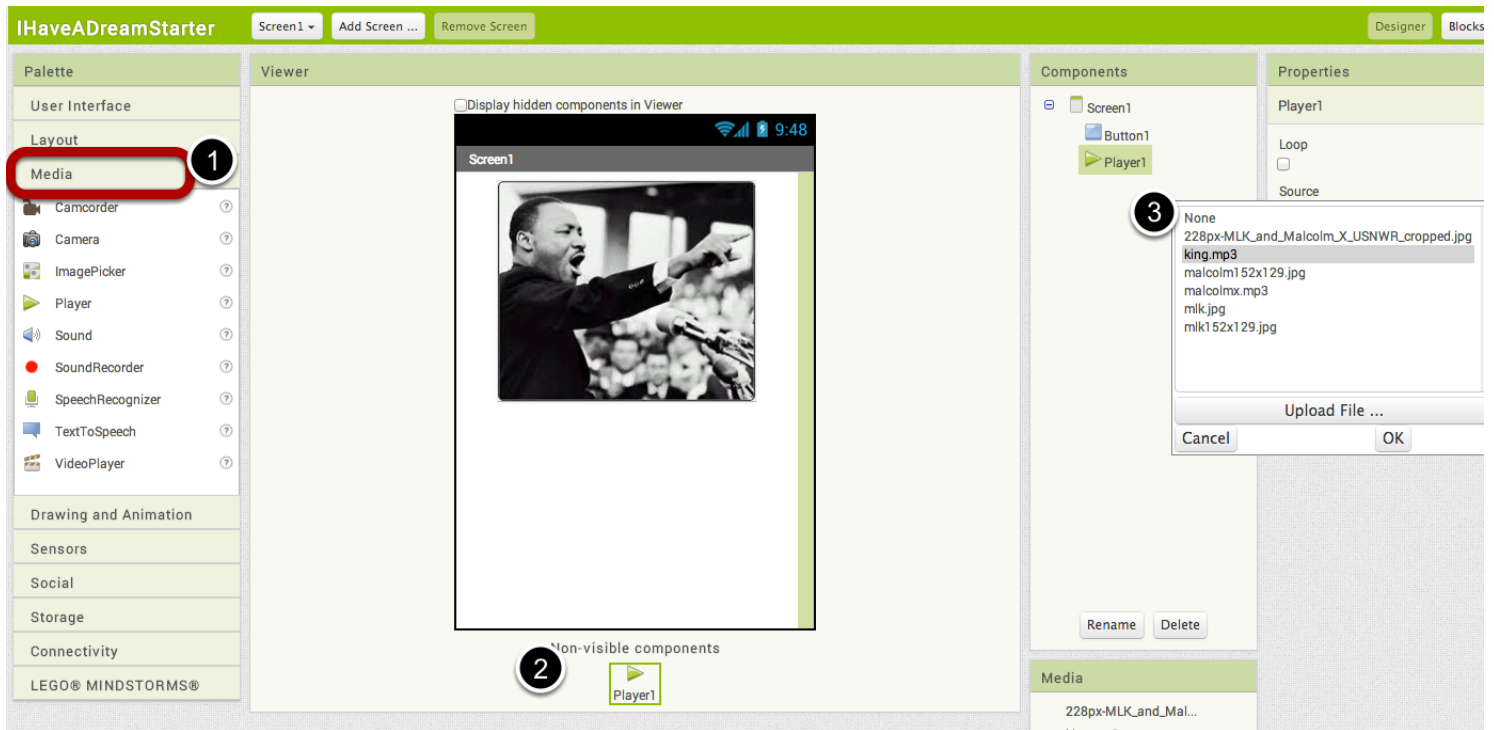 IHaveADreamStarter
Screen1
Add Screen ...
Remove Screen
Designer
Blocks
Palette
User Interface
Layout
Media
1
Camcorder
Camera
ImagePicker
Player
Sound
SoundRecorder
SpeechRecognizer
TextToSpeech
VideoPlayer
Drawing and Animation
Sensors
Social
Storage
Connectivity
LEGO® MINDSTORMS®
Viewer
Display hidden components in Viewer
9:48
Screen1
Non-visible components
2
Player1
Components
Screen1
Button1
Player1
Rename
Delete
Media
228px-MLK_and_Mal...
Properties
Player1
Loop
Source
3
None
228px-MLK_and_Malcolm_X_USNWR_cropped.jpg
king.mp3
malcolm152x129.jpg
malcolmx.mp3
mlk.jpg
mlk152x129.jpg
Upload File ...
Cancel
OK